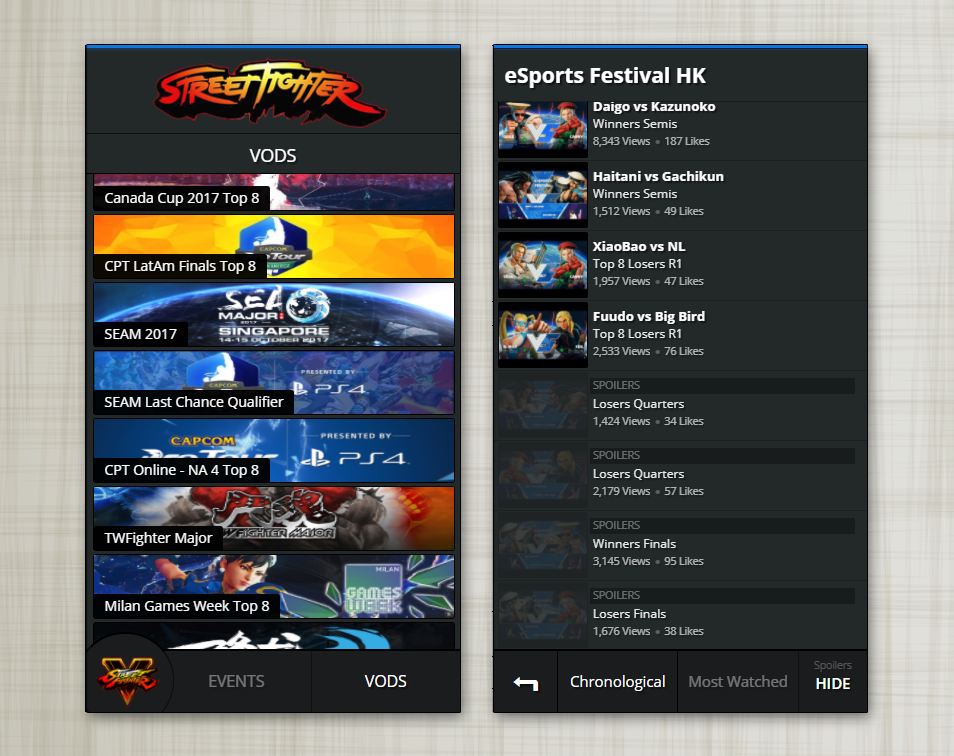 STREET FIGHTER
VODS
Canada Cup 2017 Top 8
CAPCOM
CPT LatAm Finals Top 8
SEA
MAJOR
2017
SINGAPORE
14-15 OCTOBER 2017
SEAM 2017
CAPCOM
PRESENTED BY
PS4
SEAM Last Chance Qualifier
CAPCOM
PRESENTED BY
PS4
CPT Online - NA 4 Top 8
FIGHTER MAJOR
TWFighter Major
MILAN
GAMES
WEEK
Milan Games Week Top 8
STREET FIGHTER V
EVENTS
VODS
eSports Festival HK
Daigo vs Kazunoko
Winners Semis
8,343 Views • 187 Likes
Haitani vs Gachikun
Winners Semis
1,512 Views • 49 Likes
XiaoBao vs NL
Top 8 Losers R1
1,957 Views • 47 Likes
Fuudo vs Big Bird
Top 8 Losers R1
2,533 Views • 76 Likes
SPOILERS
Losers Quarters
1,424 Views • 34 Likes
SPOILERS
Losers Quarters
2,179 Views • 57 Likes
SPOILERS
Winners Finals
3,145 Views • 95 Likes
SPOILERS
Losers Finals
1,676 Views • 38 Likes
Chronological
Most Watched
Spoilers
HIDE